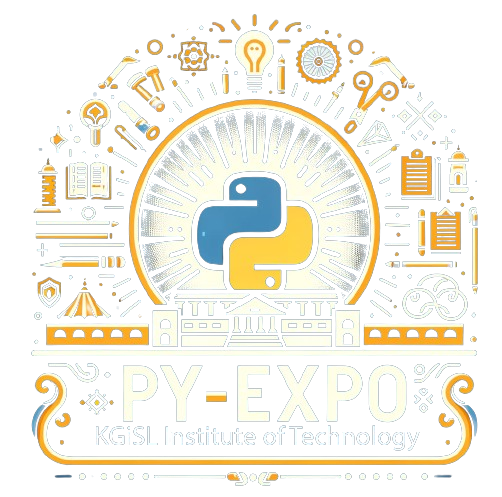 PY-EXPO
KGiSL Institute of Technology